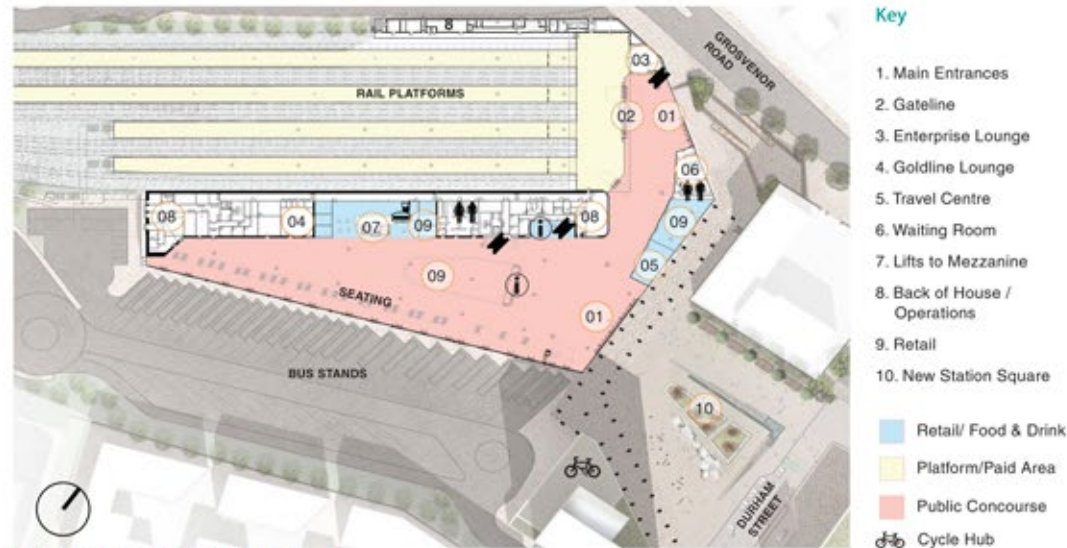 8
GROSVENOR
ROAD
03
RAIL PLATFORMS
02
01
06
08
04
07
09
i
08
09
09
i
05
SEATING
01
BUS STANDS
10
DURHAM
STREET
Key
1. Main Entrances
2. Gateline
3. Enterprise Lounge
4. Goldline Lounge
5. Travel Centre
6. Waiting Room
7. Lifts to Mezzanine
8. Back of House /
Operations
9. Retail
10. New Station Square
Retail/ Food & Drink
Platform/Paid Area
Public Concourse
Cycle Hub